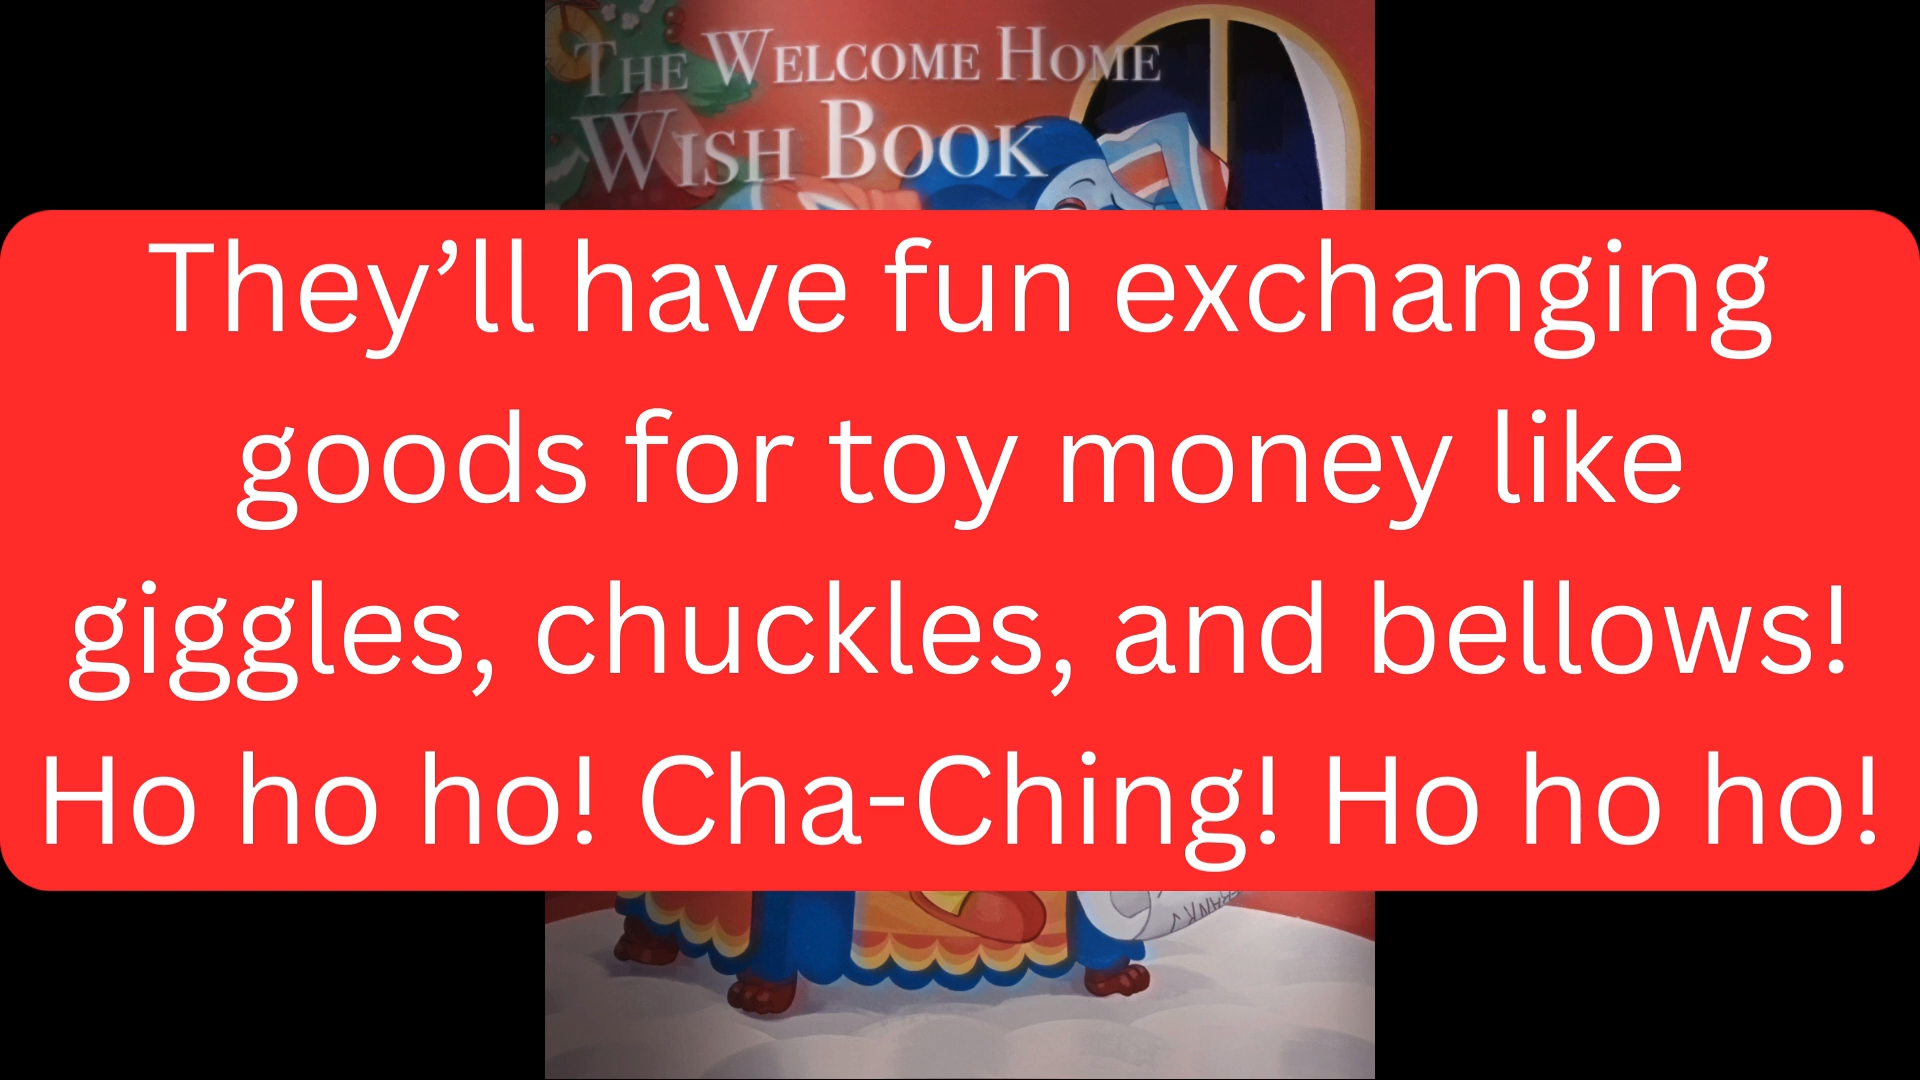 THE WELCOME HOME
WISH BOOK
They’ll have fun exchanging
goods for toy money like
giggles, chuckles, and bellows!
Ho ho ho! Cha-Ching! Ho ho ho!
FRANK